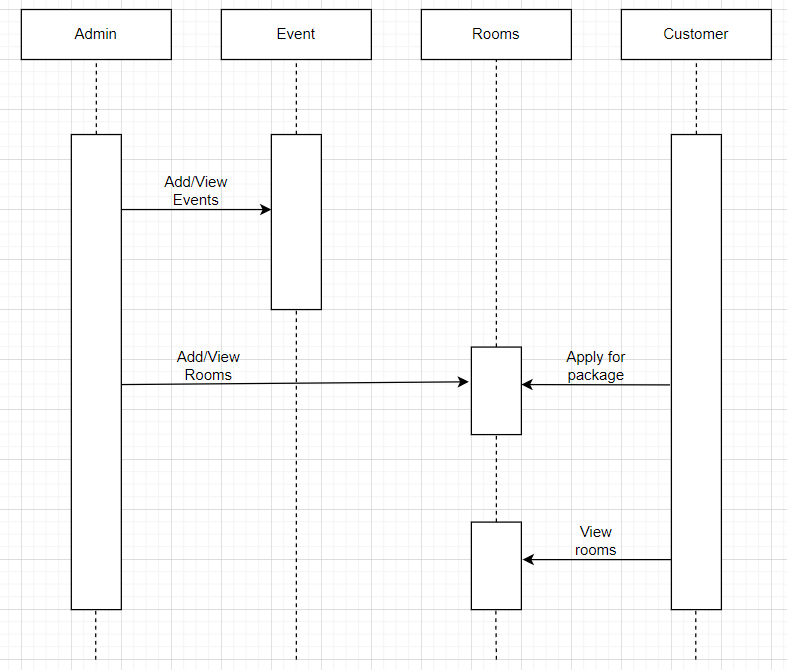 Admin
Event
Rooms
Customer
Add/View
Events
Add/View
Rooms
Apply for
package
View
rooms